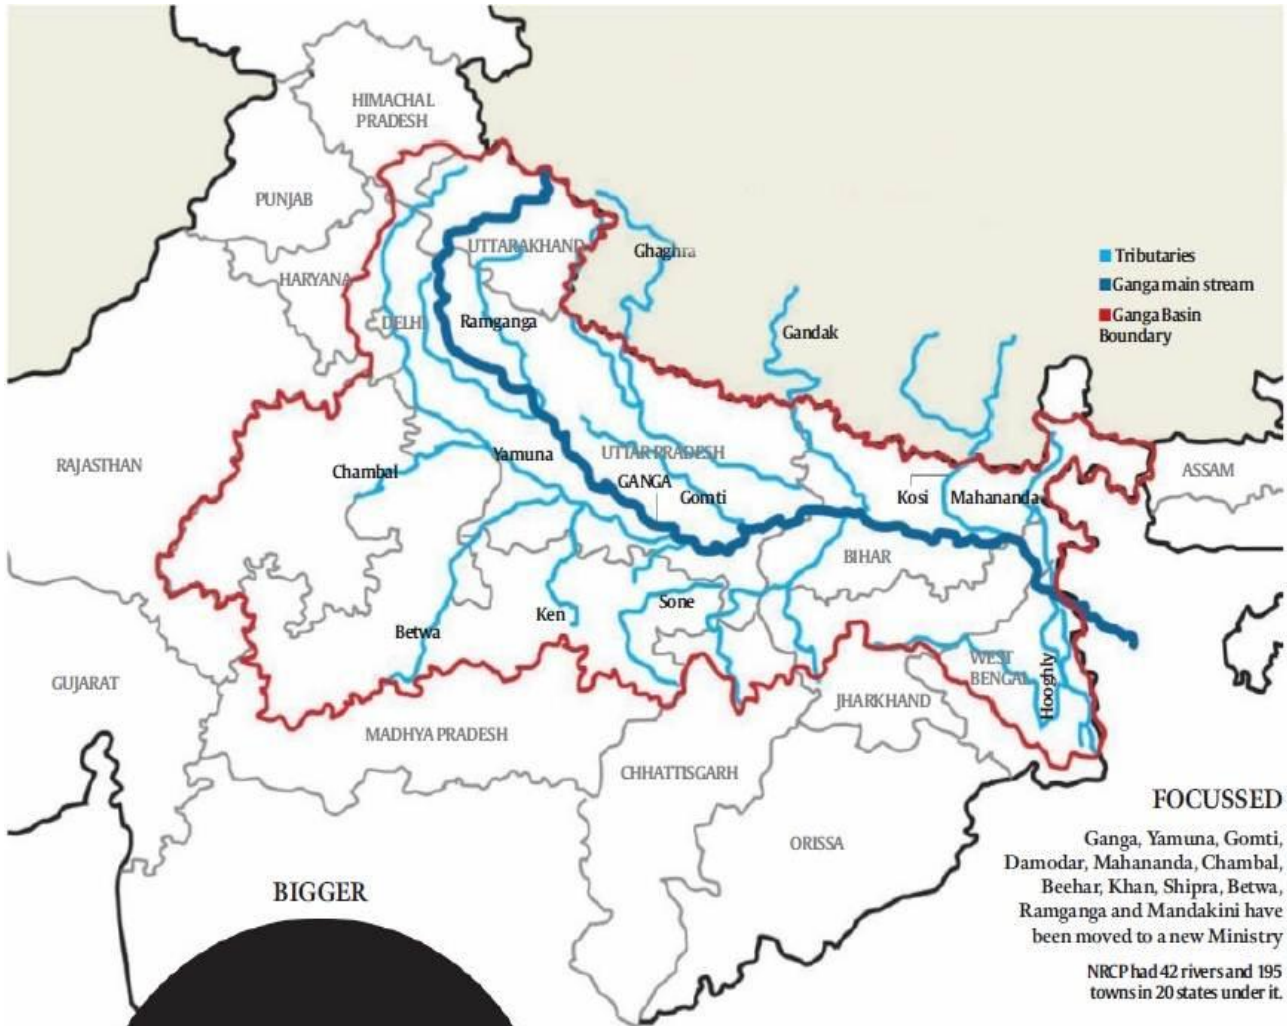 HIMACHAL
PRADESH
PUNJAB
UTTARAKHAND
Ghaghra
Tributaries
Ganga main stream
Ganga Basin
Boundary
HARYANA
DELHI
Ramganga
Gandak
RAJASTHAN
Chambal
Yamuna
UTTAR PRADESH
GANGA
Gomti
Kosi
Mahananda
ASSAM
BIHAR
Ken
Sone
Betwa
GUJARAT
WEST
BENGAL
Hooghly
JHARKHAND
MADHYA PRADESH
CHHATTISGARH
ORISSA
BIGGER
FOCUSSED
Ganga, Yamuna, Gomti,
Damodar, Mahananda, Chambal,
Beehar, Khan, Shipra, Betwa,
Ramganga and Mandakini have
been moved to a new Ministry
NRCP had 42 rivers and 195
towns in 20 states under it.